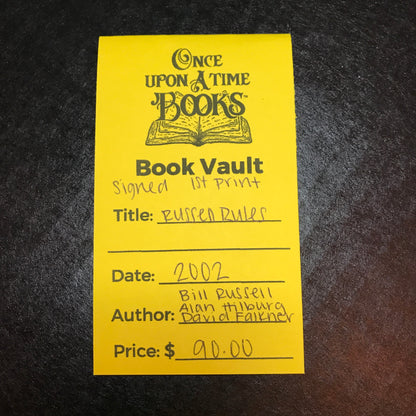 ONCE
UPON A TIME
BOOKS
Book Vault
Signed 1st print
Title: Russell Rules
Date: 2002
Bill Russell
Alan Hilburg
Author: David Falkner
Price: $ 90.00